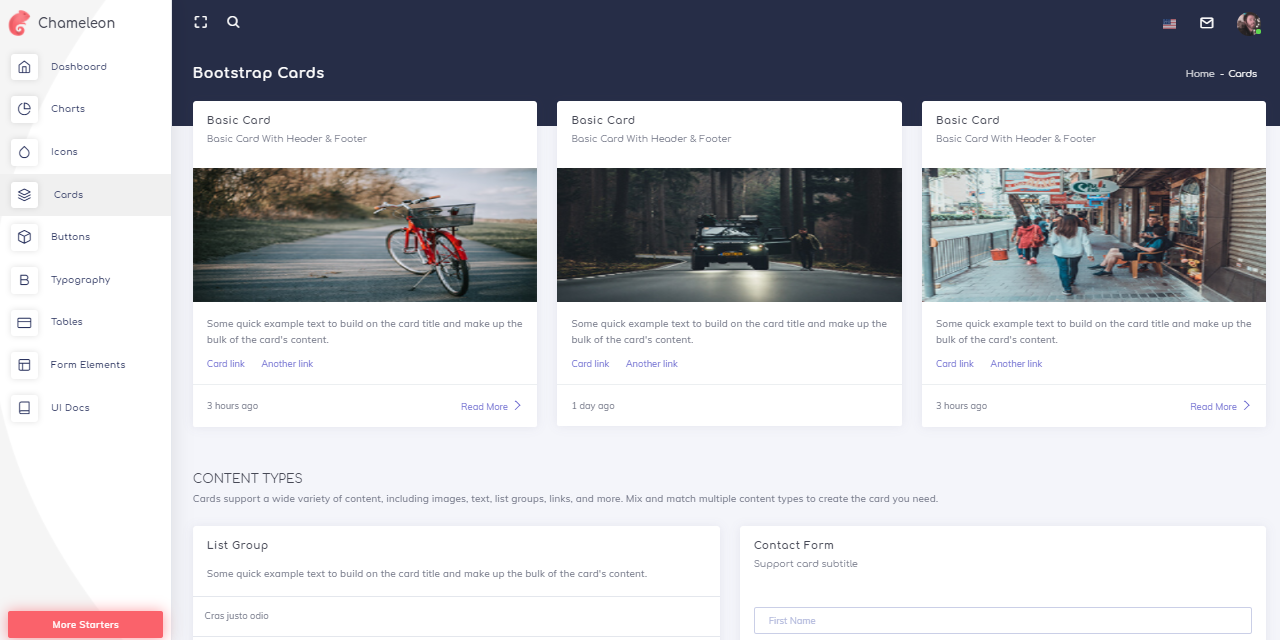 Chameleon
Dashboard
Charts
Icons
Cards
Buttons
Typography
Tables
Form Elements
UI Docs
More Starters
Bootstrap Cards
Home - Cards
Basic Card
Basic Card With Header & Footer
Some quick example text to build on the card title and make up the
bulk of the card's content.
Card link Another link
3 hours ago Read More
Basic Card
Basic Card With Header & Footer
Some quick example text to build on the card title and make up the
bulk of the card's content.
Card link Another link
1 day ago
Basic Card
Basic Card With Header & Footer
Some quick example text to build on the card title and make up the
bulk of the card's content.
Card link Another link
3 hours ago Read More
CONTENT TYPES
Cards support a wide variety of content, including images, text, list groups, links, and more. Mix and match multiple content types to create the card you need.
List Group
Some quick example text to build on the card title and make up the bulk of the card's content.
Cras justo odio
Contact Form
Support card subtitle
First Name